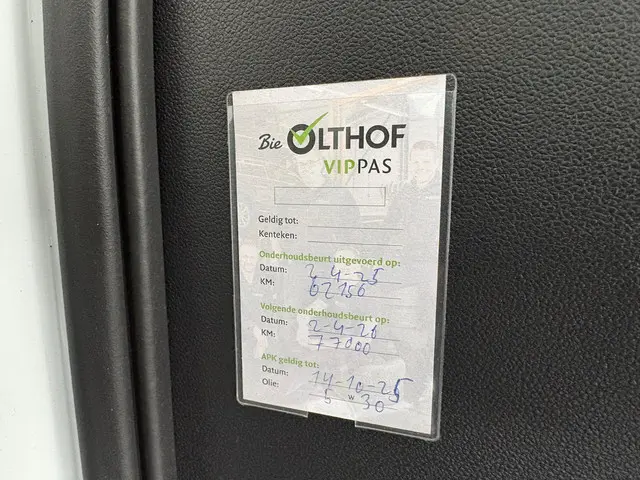 Bie OLTHOF
VIPPAS
Geldig tot:
Kenteken:
Onderhoudsbeurt uitgevoerd op:
Datum: 2-4-25
KM: 62156
Volgende onderhoudsbeurt op:
Datum: 2-4-26
KM: 77000
APK geldig tot:
Datum: 14-10-25
Olie: 5 w 30